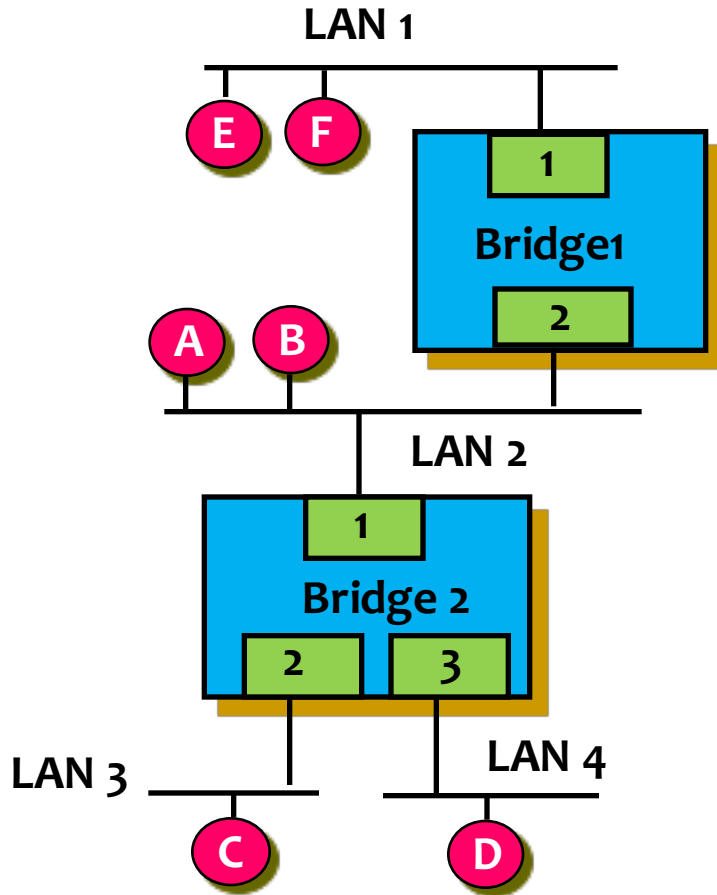 LAN 1
E F
1
Bridge1
2
A B
LAN 2
1
Bridge 2
2 3
LAN 3
LAN 4
C D